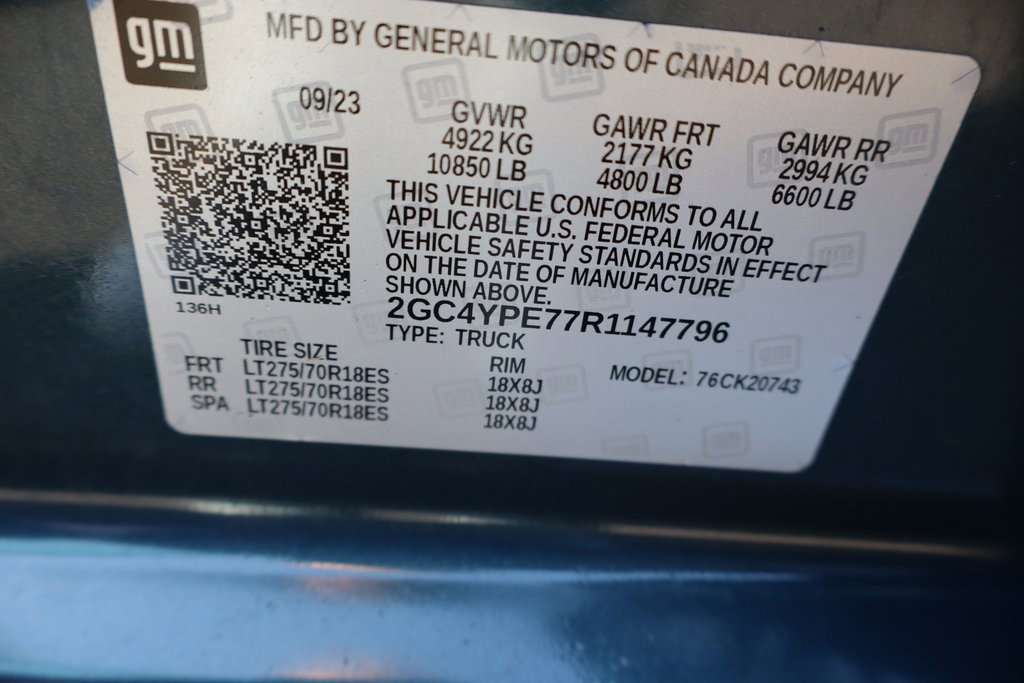 gm
MFD BY GENERAL MOTORS OF CANADA COMPANY
09/23
GVWR
4922 KG
10850 LB
GAWR FRT
2177 KG
4800 LB
GAWR RR
2994 KG
6600 LB
THIS VEHICLE CONFORMS TO ALL
APPLICABLE U.S. FEDERAL MOTOR
VEHICLE SAFETY STANDARDS IN EFFECT
ON THE DATE OF MANUFACTURE
SHOWN ABOVE.
2GC4YPE77R1147796
TYPE: TRUCK
136H
TIRE SIZE RIM
FRT LT275/70R18ES 18X8J
RR LT275/70R18ES 18X8J
SPA LT275/70R18ES 18X8J
MODEL: 76CK20743